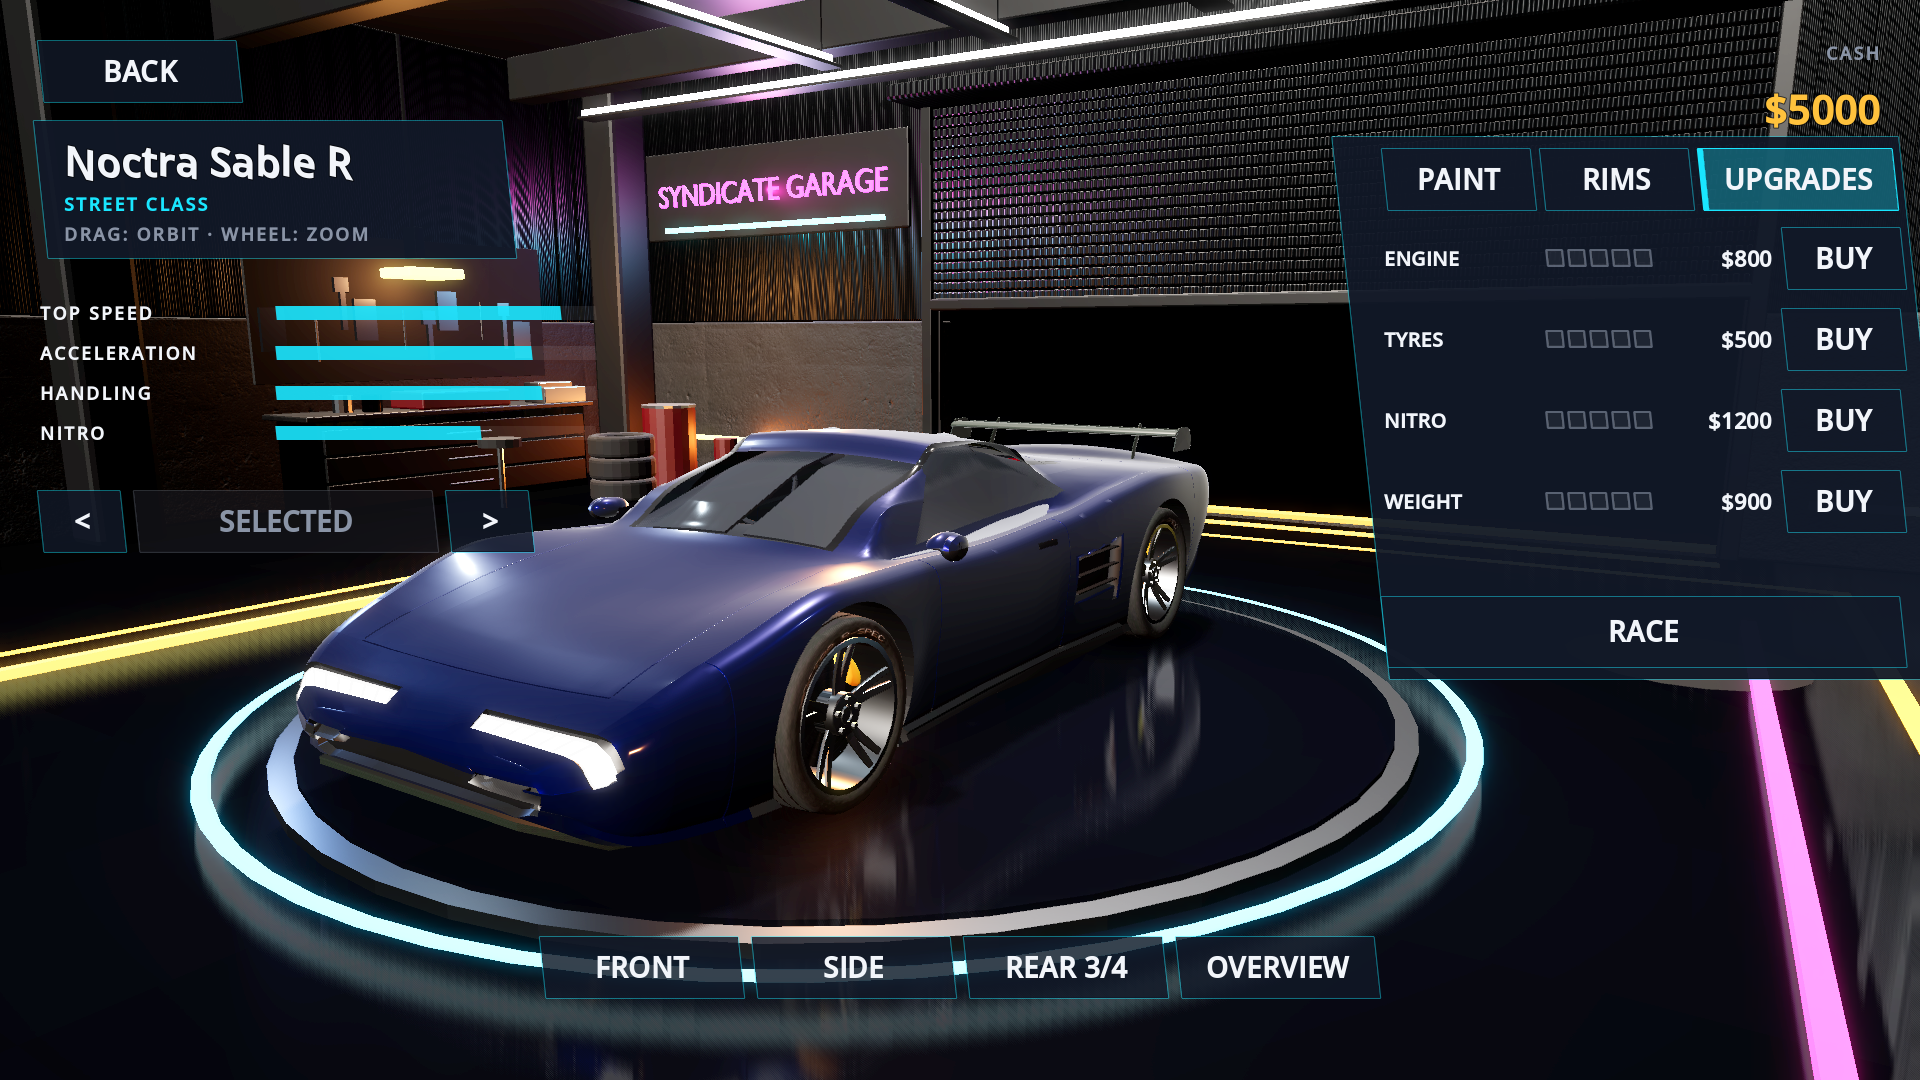 BACK
CASH
$5000
Noctra Sable R
STREET CLASS
DRAG: ORBIT · WHEEL: ZOOM
SYNDICATE GARAGE
PAINT
RIMS
UPGRADES
TOP SPEED
ACCELERATION
HANDLING
NITRO
ENGINE $800 BUY
TYRES $500 BUY
NITRO $1200 BUY
WEIGHT $900 BUY
< SELECTED >
RACE
R-SPEC
FRONT
SIDE
REAR 3/4
OVERVIEW